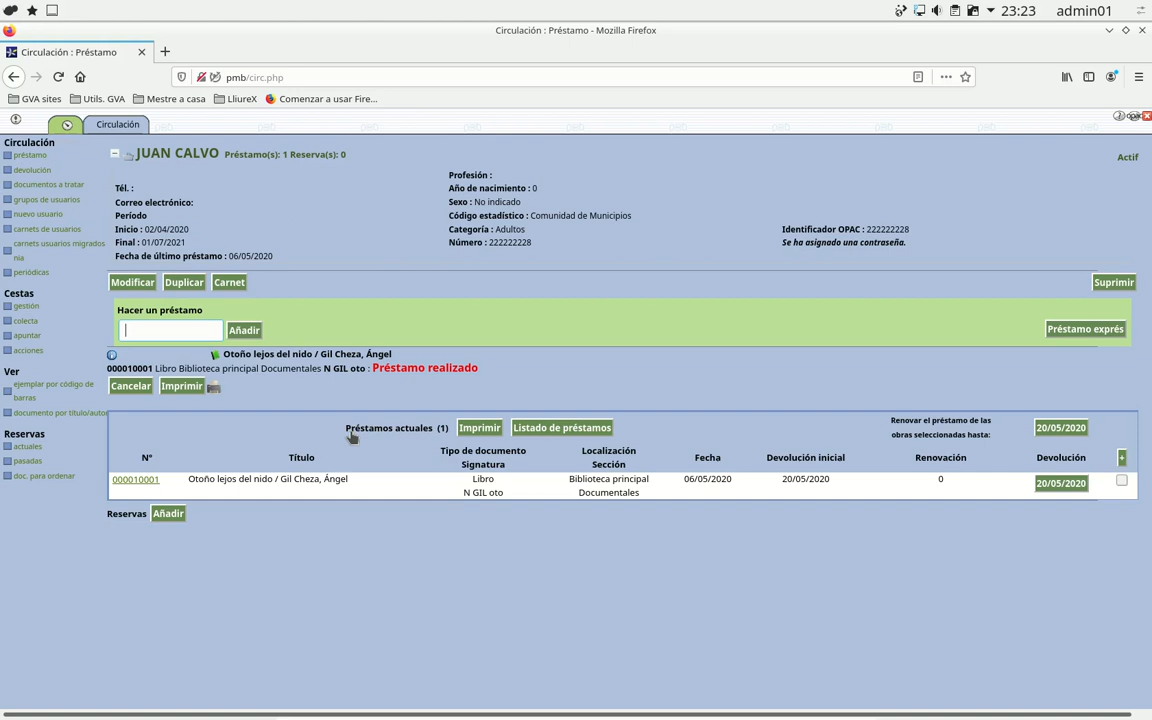 23:23 admin01
Circulación : Préstamo - Mozilla Firefox
Circulación : Préstamo
pmb/circ.php
GVA sites Utils. GVA Mestre a casa LliureX Comenzar a usar Fire...
Circulación
Circulación
préstamo
devolución
documentos a tratar
grupos de usuarios
nuevo usuario
carnets de usuarios
carnets usuarios migrados
nia
periódicas
Cestas
gestión
colecta
apuntar
acciones
Ver
ejemplar por código de
barras
documento por título/autor
Reservas
actuales
pasadas
doc. para ordenar
JUAN CALVO Préstamo(s): 1 Reserva(s): 0
Actif
Profesión :
Tél. : Año de nacimiento : 0
Correo electrónico: Sexo : No indicado
Período Código estadístico : Comunidad de Municipios
Inicio : 02/04/2020 Categoría : Adultos Identificador OPAC : 222222228
Final : 01/07/2021 Número : 222222228 Se ha asignado una contraseña.
Fecha de último préstamo : 06/05/2020
Modificar Duplicar Carnet Suprimir
Hacer un préstamo
Añadir Préstamo exprés
Otoño lejos del nido / Gil Cheza, Ángel
000010001 Libro Biblioteca principal Documentales N GIL oto : Préstamo realizado
Cancelar Imprimir
Préstamos actuales (1) Imprimir Listado de préstamos Renovar el préstamo de las
obras seleccionadas hasta: 20/05/2020
Nº Título Tipo de documento Localización Fecha Devolución inicial Renovación Devolución +
Signatura Sección
000010001 Otoño lejos del nido / Gil Cheza, Ángel Libro Biblioteca principal 06/05/2020 20/05/2020 0 20/05/2020
N GIL oto Documentales
Reservas Añadir